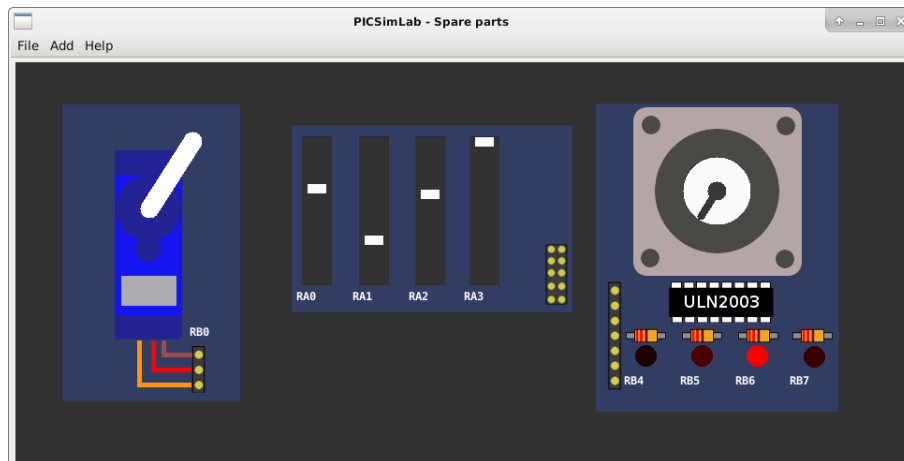 PICSimLab - Spare parts
File Add Help
RB0
RA0 RA1 RA2 RA3
ULN2003
RB4 RB5 RB6 RB7